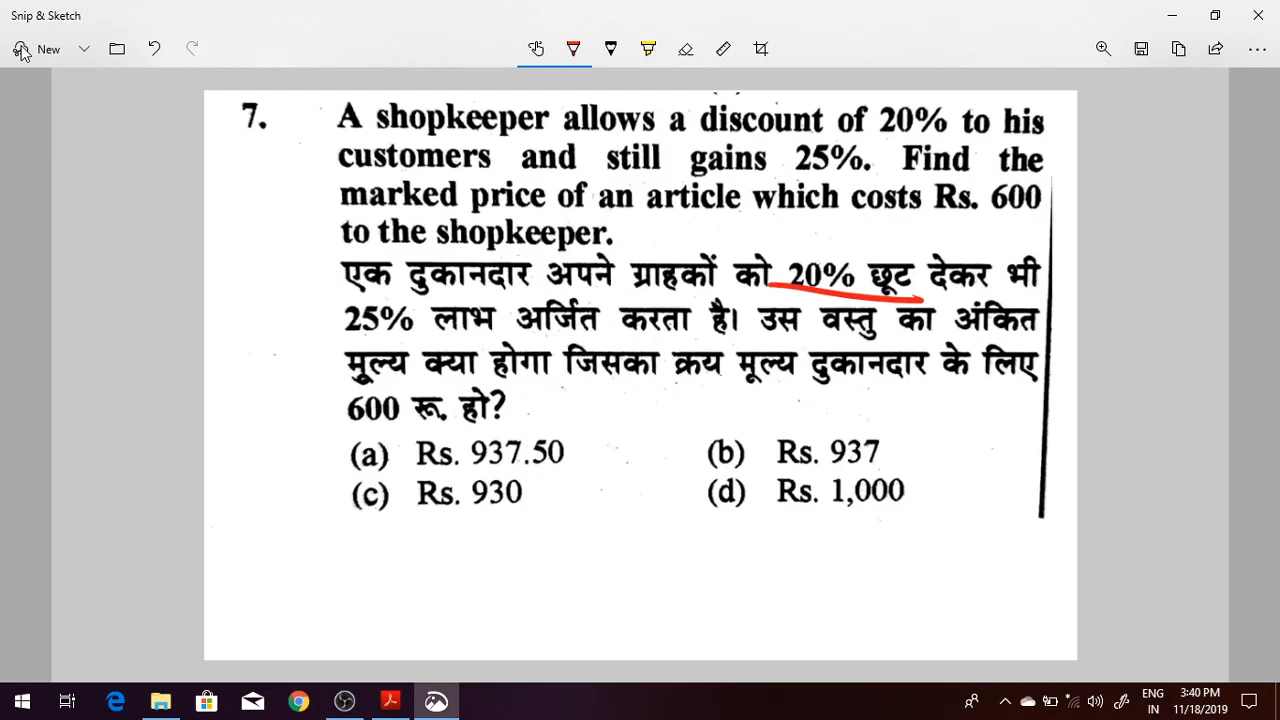 Snip & Sketch
New
7. A shopkeeper allows a discount of 20% to his
customers and still gains 25%. Find the
marked price of an article which costs Rs. 600
to the shopkeeper.
एक दुकानदार अपने ग्राहकों को 20% छूट देकर भी
25% लाभ अर्जित करता है। उस वस्तु का अंकित
मूल्य क्या होगा जिसका क्रय मूल्य दुकानदार के लिए
600 रू. हो?
(a) Rs. 937.50 (b) Rs. 937
(c) Rs. 930 (d) Rs. 1,000
ENG 3:40 PM
IN 11/18/2019